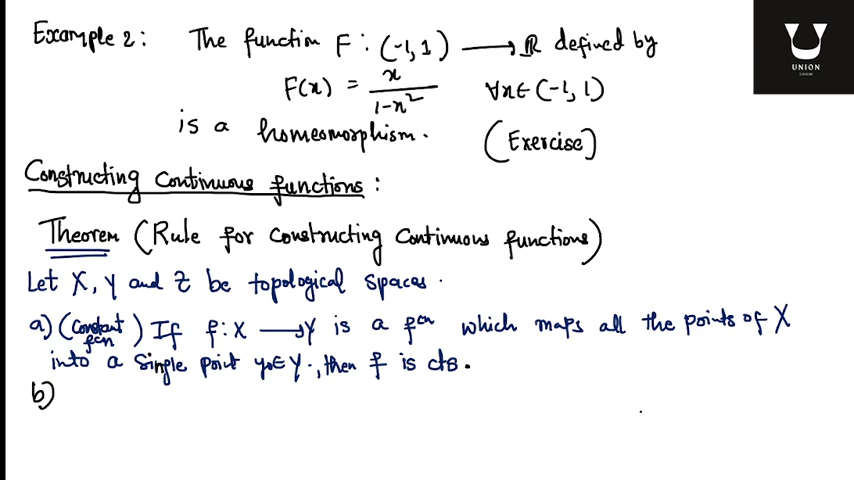 Example 2: The function F: (-1, 1) ⟶ ℝ defined by
F(x) = x / 1-x² ∀x∈(-1, 1)
is a homeomorphism. (Exercise)
Constructing Continuous functions:
Theorem (Rule for constructing continuous functions)
Let X, Y and Z be topological spaces.
a) (Constant fcn) If f: X ⟶ Y is a fcn which maps all the points of X
into a single point y₀∈Y., then f is cts.
b)
UNION